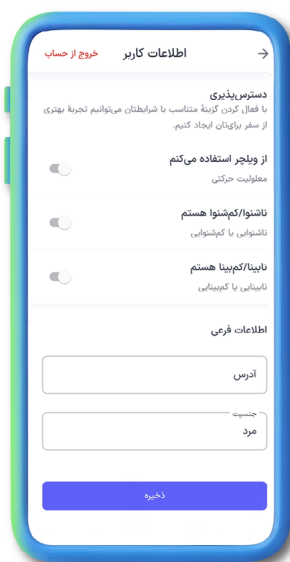 اطلاعات کاربر
خروج از حساب
دسترس‌پذیری
با فعال کردن گزینهٔ متناسب با شرایطتان می‌توانیم تجربهٔ بهتری
از سفر برای‌تان ایجاد کنیم.
از ویلچر استفاده می‌کنم
معلولیت حرکتی
ناشنوا/کم‌شنوا هستم
ناشنوایی یا کم‌شنوایی
نابینا/کم‌بینا هستم
نابینایی یا کم‌بینایی
اطلاعات فرعی
آدرس
جنسیت
مرد
ذخیره